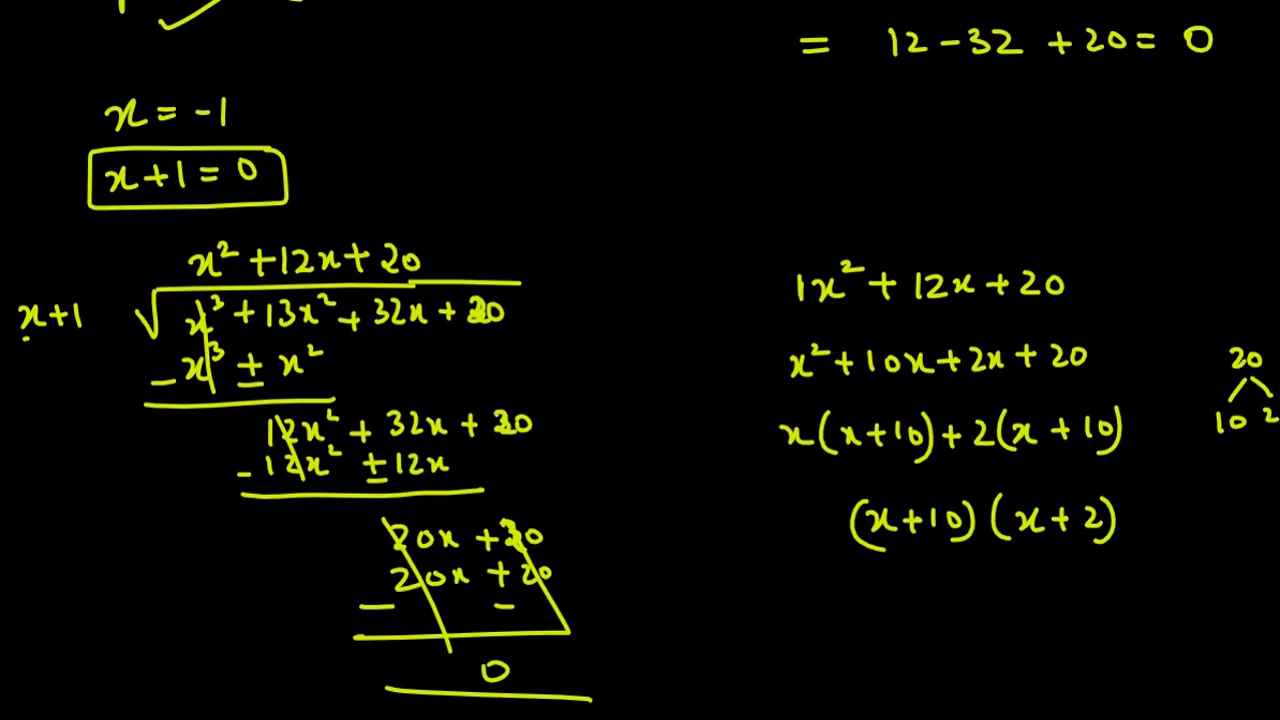 = 12 - 32 + 20 = 0
x = -1
x + 1 = 0
x² + 12x + 20
x+1 √ x³ + 13x² + 32x + 20
- x³ ± x²
12x² + 32x + 20
- 12x² ± 12x
20x + 20
20x + 20
- -
0
1x² + 12x + 20
x² + 10x + 2x + 20
20
10 2
x(x+10) + 2(x+10)
(x+10)(x+2)